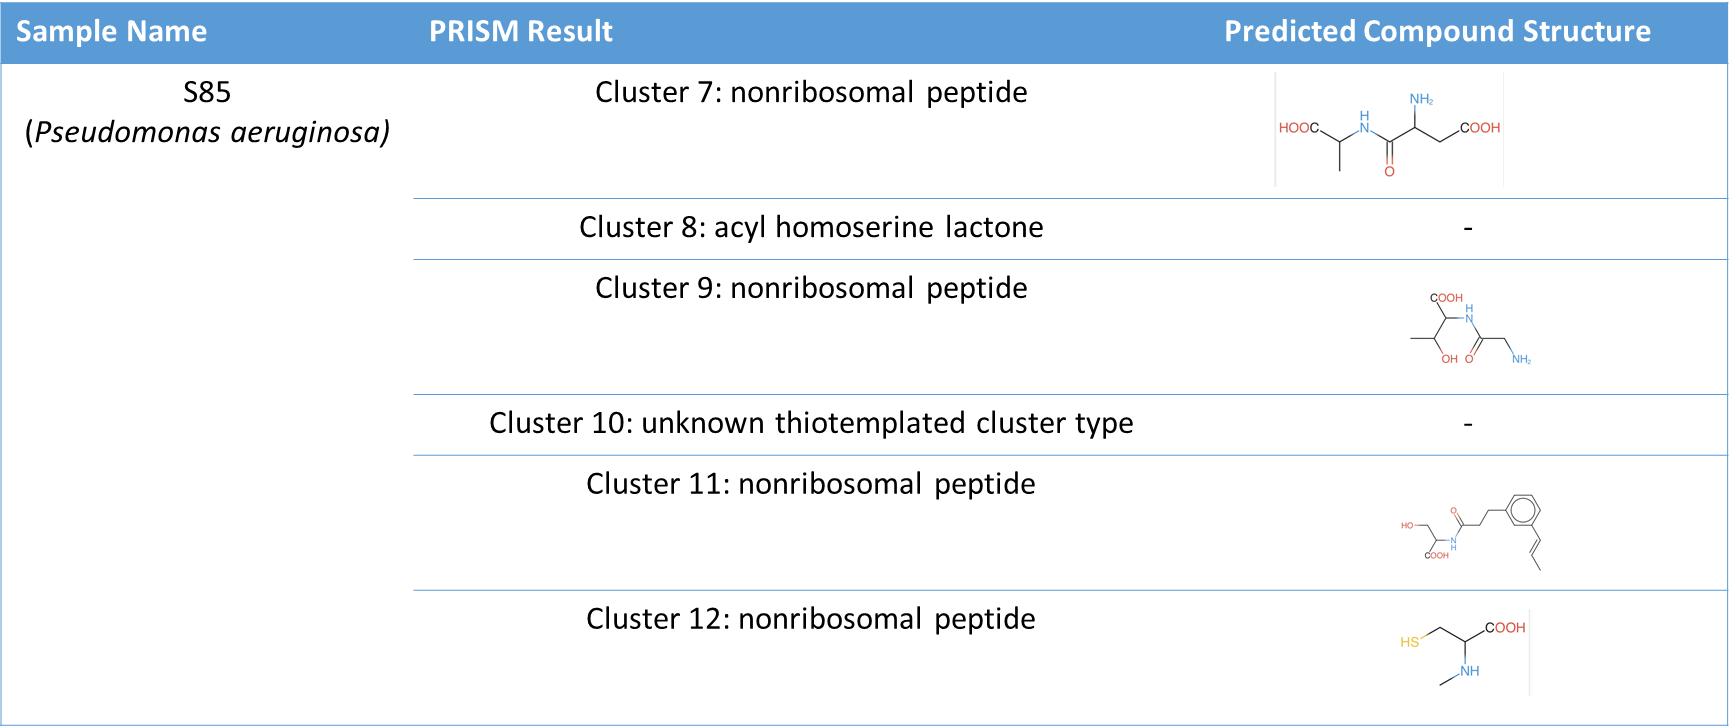 Sample Name PRISM Result Predicted Compound Structure
S85 Cluster 7: nonribosomal peptide
(Pseudomonas aeruginosa)
NH₂
HOOC H N COOH
O
Cluster 8: acyl homoserine lactone -
Cluster 9: nonribosomal peptide
COOH H
N
OH O NH₂
Cluster 10: unknown thiotemplated cluster type -
Cluster 11: nonribosomal peptide
O
HO
N
COOH H
Cluster 12: nonribosomal peptide
COOH
HS
NH